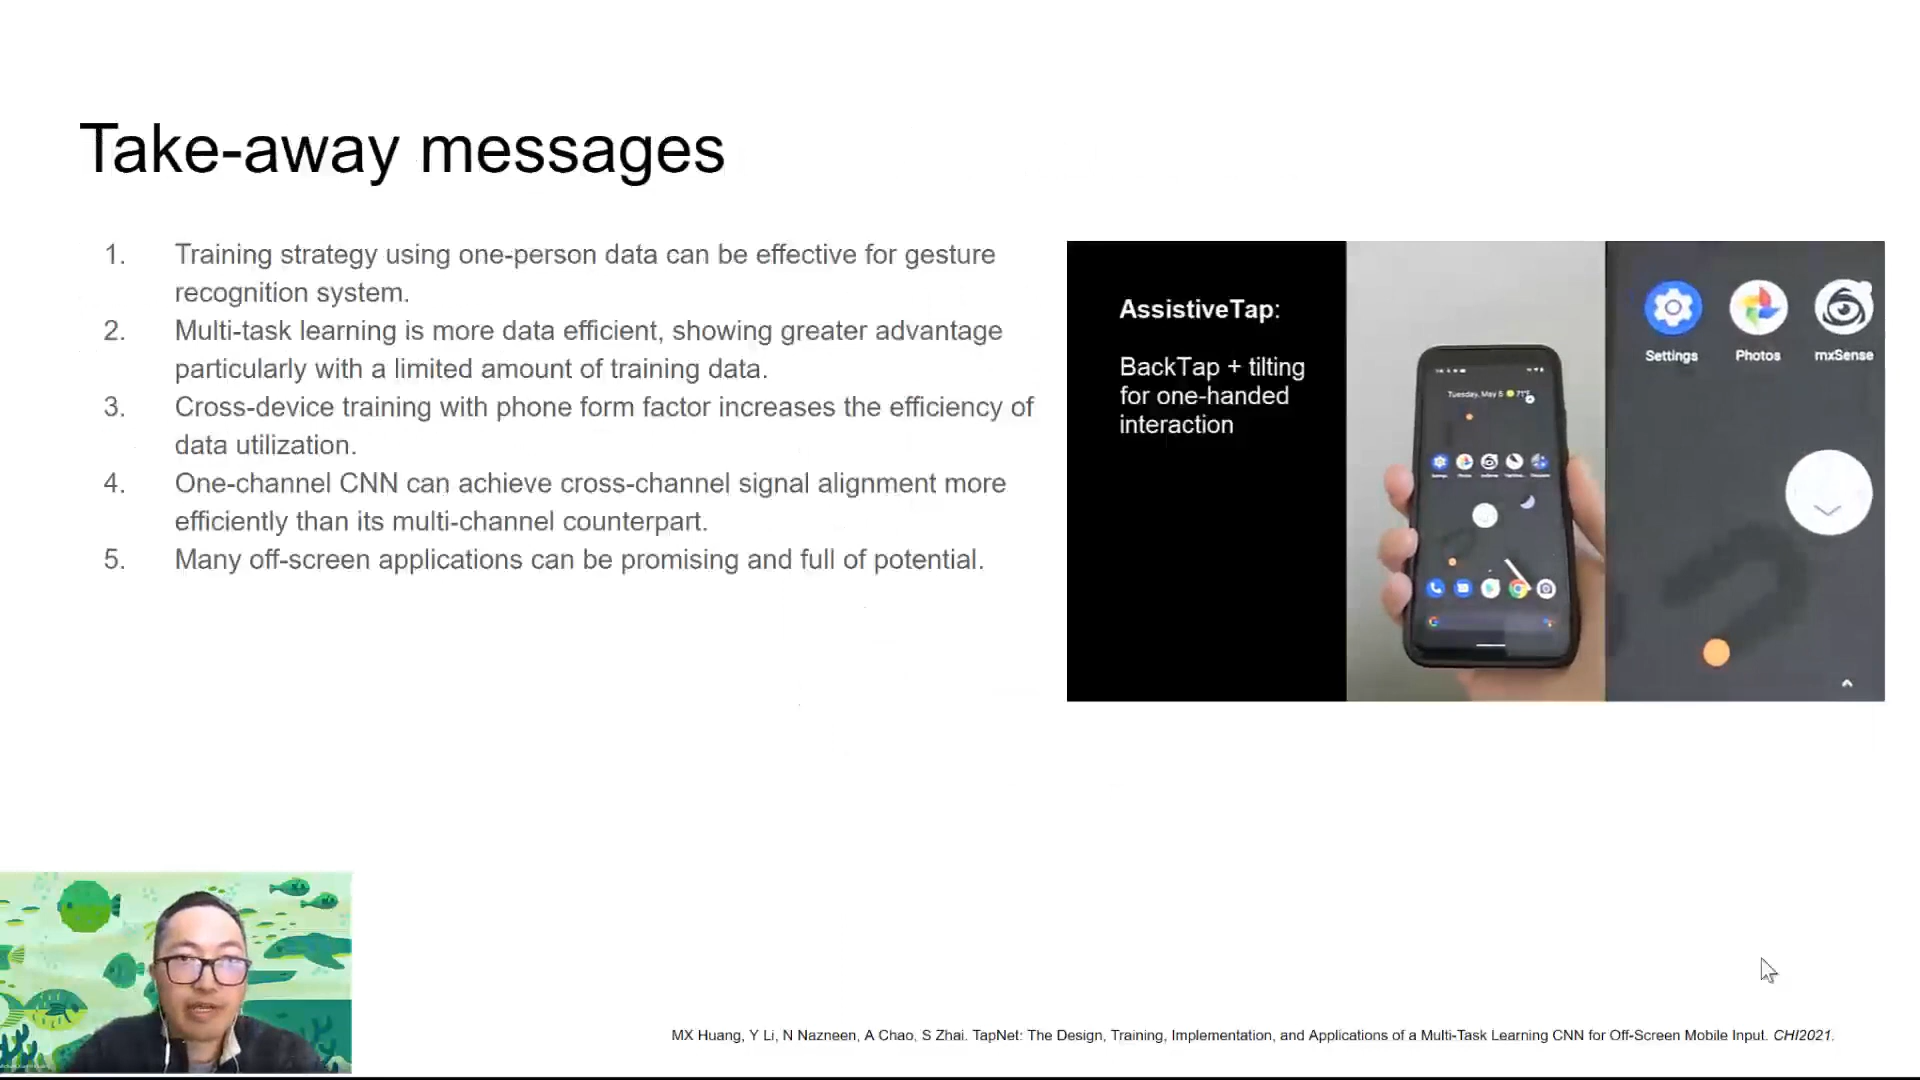 Take-away messages
1. Training strategy using one-person data can be effective for gesture
recognition system.
2. Multi-task learning is more data efficient, showing greater advantage
particularly with a limited amount of training data.
3. Cross-device training with phone form factor increases the efficiency of
data utilization.
4. One-channel CNN can achieve cross-channel signal alignment more
efficiently than its multi-channel counterpart.
5. Many off-screen applications can be promising and full of potential.
AssistiveTap:
BackTap + tilting
for one-handed
interaction
Tuesday, May 5
Settings Photos mxSense
MX Huang, Y Li, N Nazneen, A Chao, S Zhai. TapNet: The Design, Training, Implementation, and Applications of a Multi-Task Learning CNN for Off-Screen Mobile Input. CHI2021.